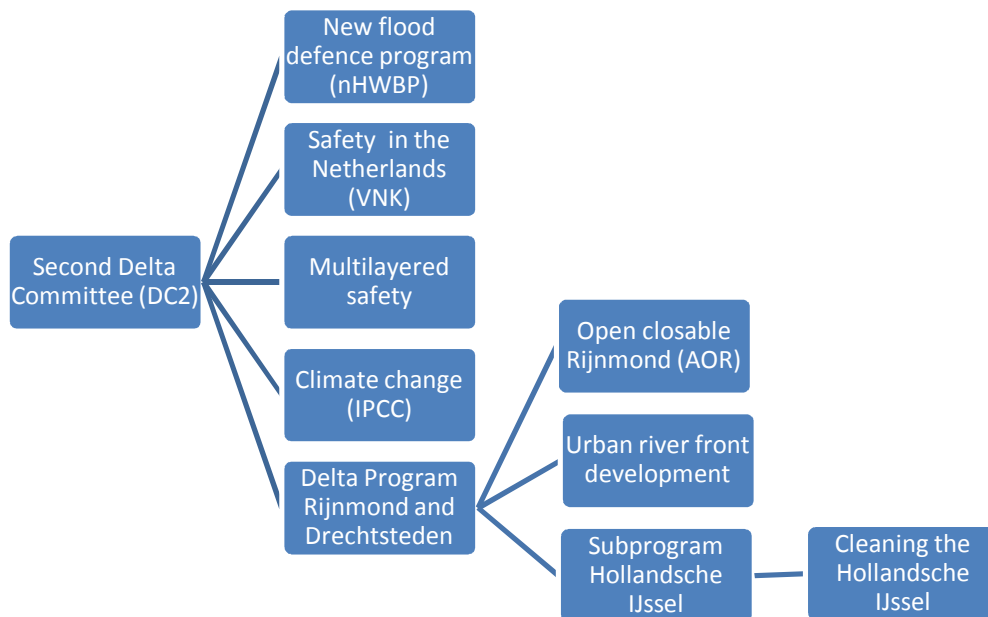 New flood
defence program
(nHWBP)
Safety in the
Netherlands
(VNK)
Second Delta
Committee (DC2)
Multilayered
safety
Climate change
(IPCC)
Delta Program
Rijnmond and
Drechtsteden
Open closable
Rijnmond (AOR)
Urban river front
development
Subprogram
Hollandsche
IJssel
Cleaning the
Hollandsche
IJssel